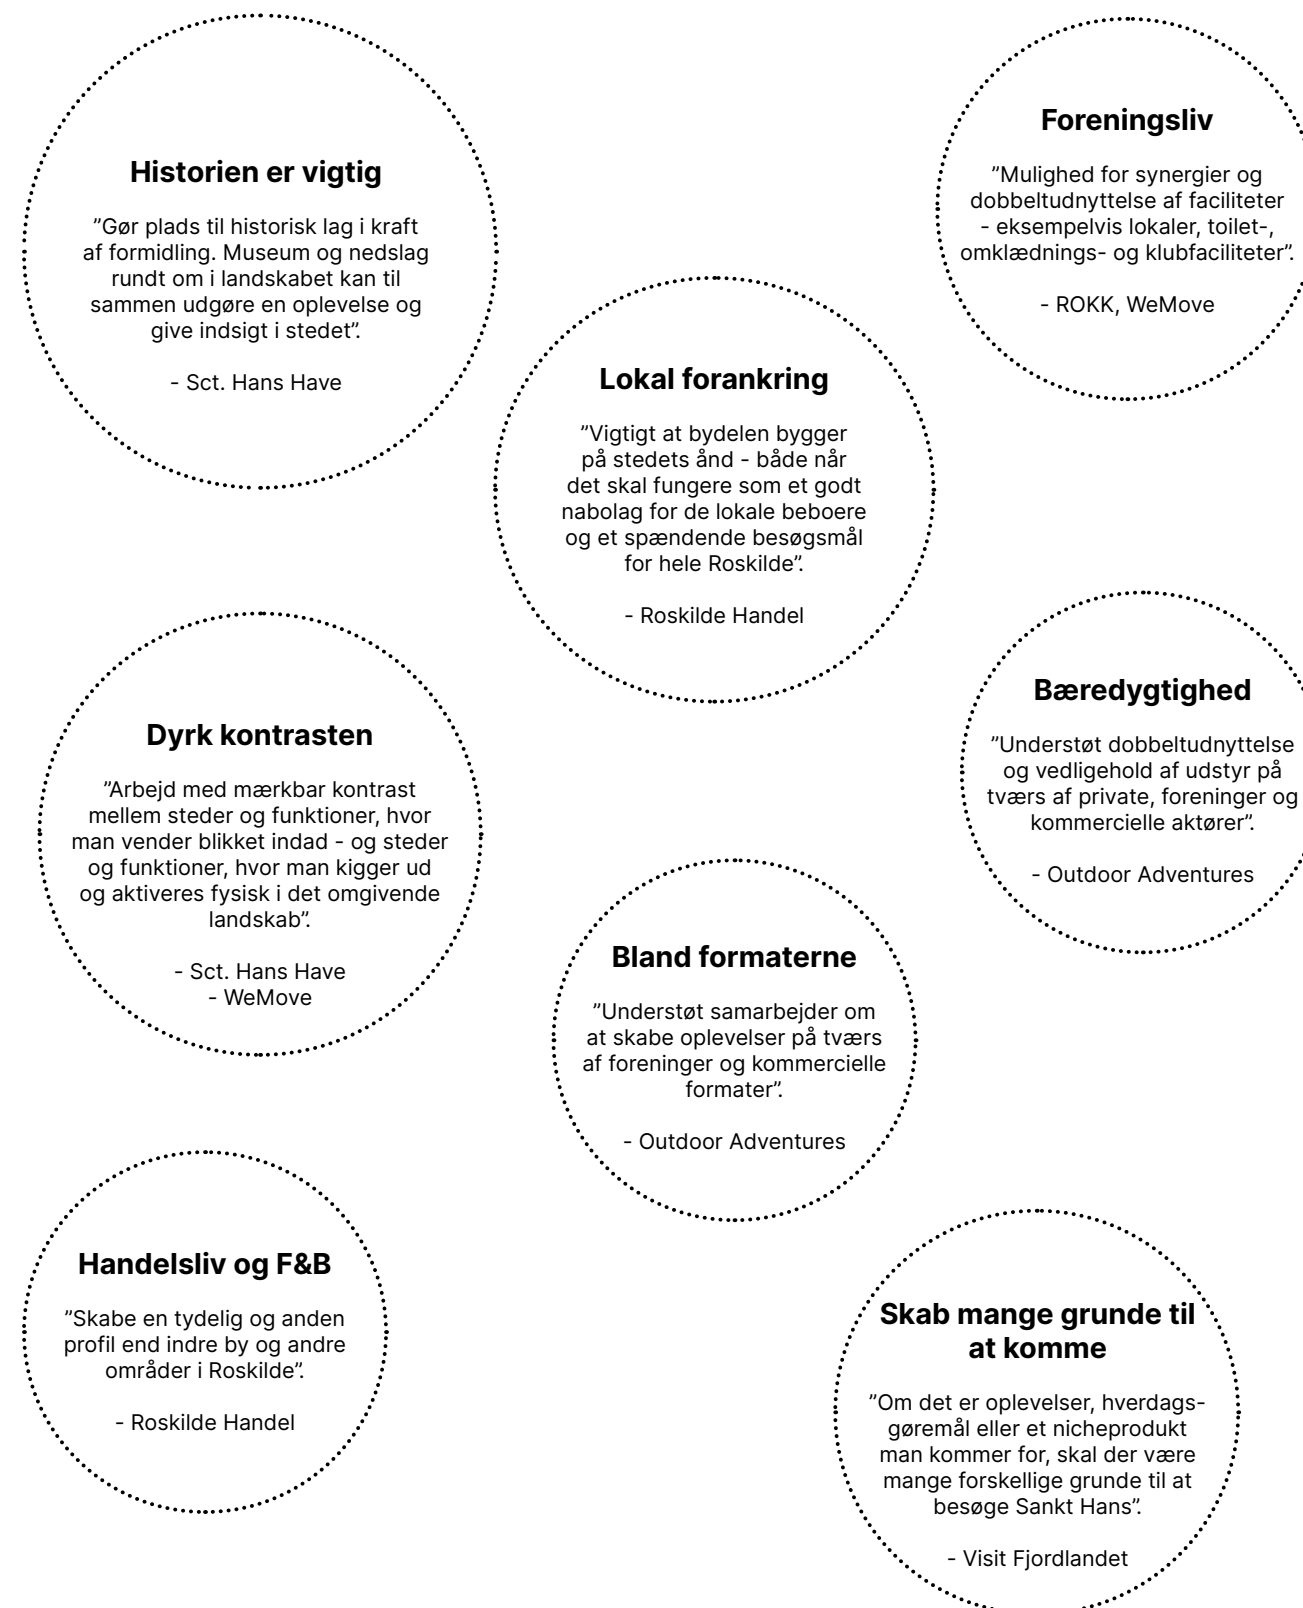 Historien er vigtig
”Gør plads til historisk lag i kraft
af formidling. Museum og nedslag
rundt om i landskabet kan til
sammen udgøre en oplevelse og
give indsigt i stedet”.
- Sct. Hans Have
Foreningsliv
”Mulighed for synergier og
dobbeltudnyttelse af faciliteter
- eksempelvis lokaler, toilet-,
omklædnings- og klubfaciliteter”.
- ROKK, WeMove
Lokal forankring
”Vigtigt at bydelen bygger
på stedets ånd - både når
det skal fungere som et godt
nabolag for de lokale beboere
og et spændende besøgsmål
for hele Roskilde”.
- Roskilde Handel
Dyrk kontrasten
”Arbejd med mærkbar kontrast
mellem steder og funktioner, hvor
man vender blikket indad - og steder
og funktioner, hvor man kigger ud
og aktiveres fysisk i det omgivende
landskab”.
- Sct. Hans Have
- WeMove
Bæredygtighed
”Understøt dobbeltudnyttelse
og vedligehold af udstyr på
tværs af private, foreninger og
kommercielle aktører”.
- Outdoor Adventures
Bland formaterne
”Understøt samarbejder om
at skabe oplevelser på tværs
af foreninger og kommercielle
formater”.
- Outdoor Adventures
Handelsliv og F&B
”Skabe en tydelig og anden
profil end indre by og andre
områder i Roskilde”.
- Roskilde Handel
Skab mange grunde til
at komme
”Om det er oplevelser, hverdags-
gøremål eller et nicheprodukt
man kommer for, skal der være
mange forskellige grunde til at
besøge Sankt Hans”.
- Visit Fjordlandet